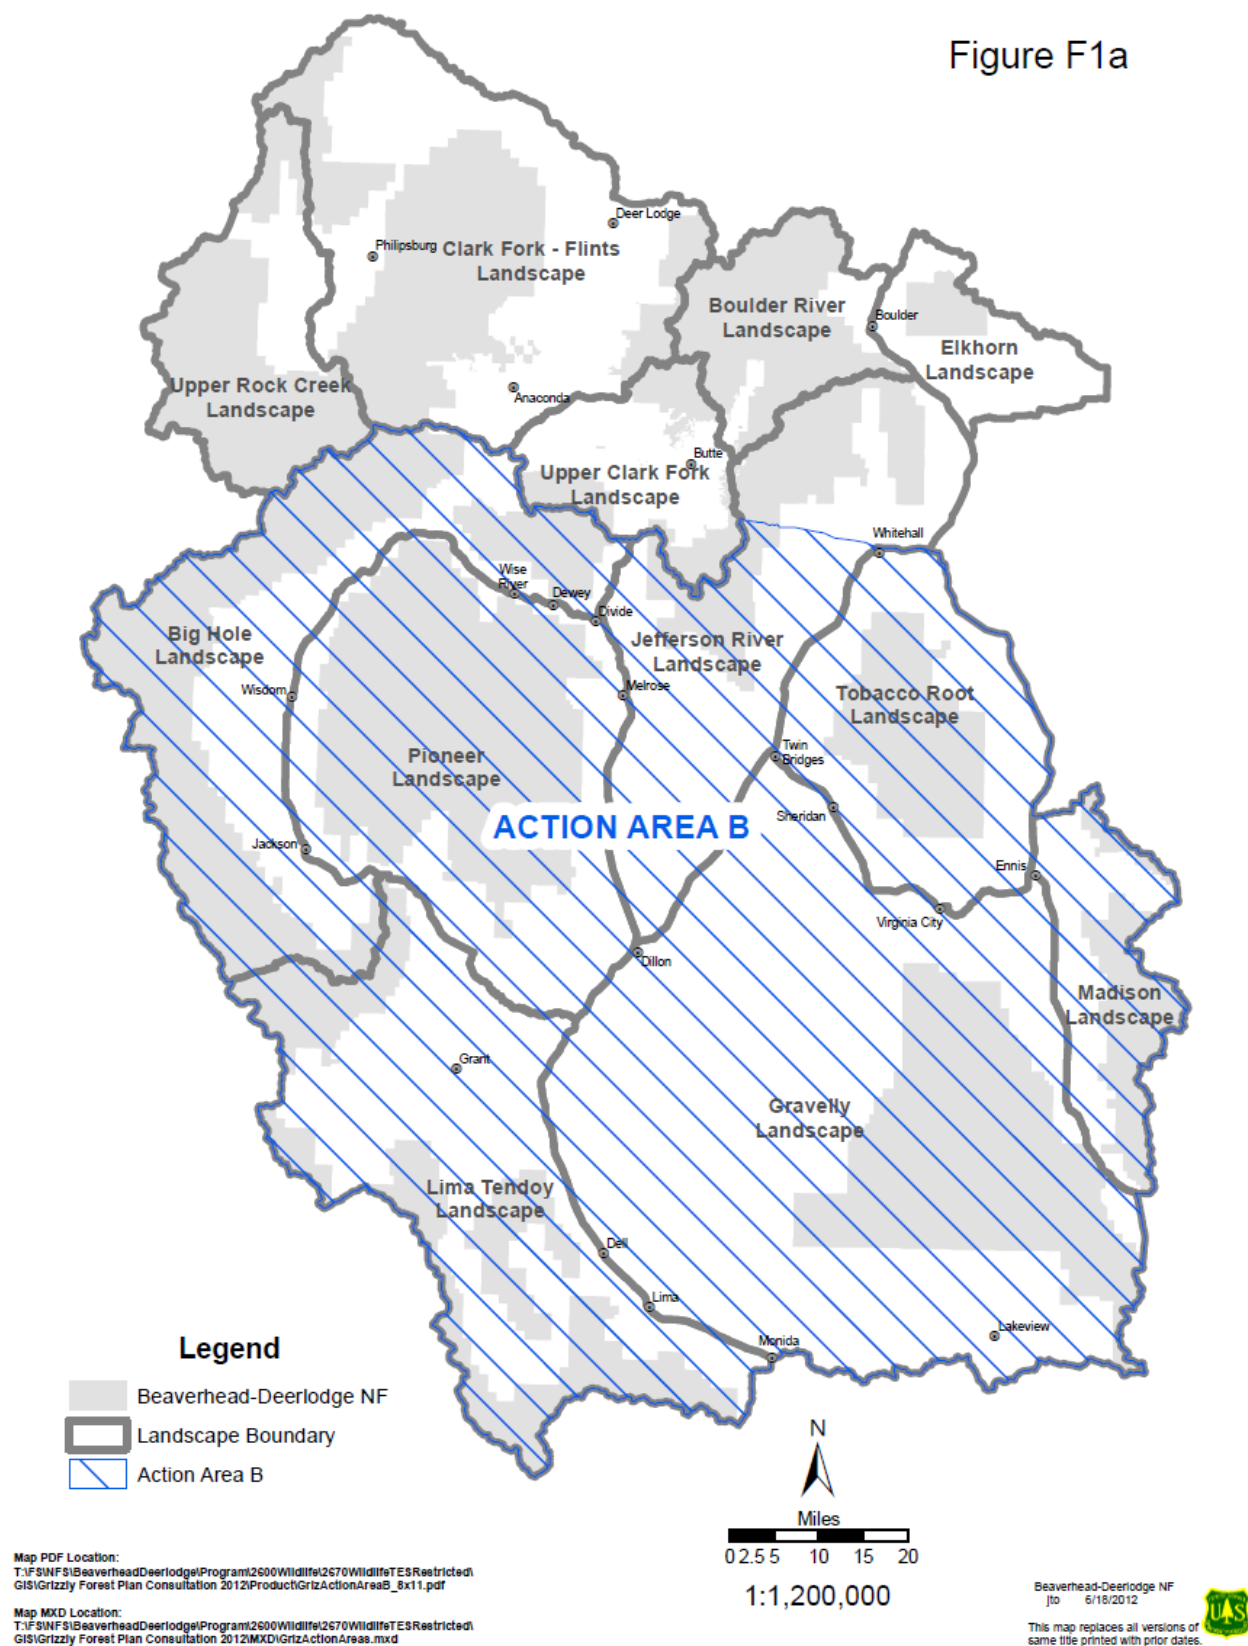 Figure F1a
Deer Lodge
Philipsburg
Clark Fork - Flints
Landscape
Boulder River
Landscape
Boulder
Elkhorn
Landscape
Upper Rock Creek
Landscape
Anaconda
Butte
Upper Clark Fork
Landscape
Whitehall
Wise
River
Dewey
Divide
Big Hole
Landscape
Jefferson River
Landscape
Wisdom
Melrose
Tobacco Root
Landscape
Pioneer
Landscape
Twin
Bridges
ACTION AREA B
Sheridan
Jackson
Ennis
Virginia City
Dillon
Madison
Landscape
Grant
Gravelly
Landscape
Lima Tendoy
Landscape
Dell
Lima
Lakeview
Monida
Legend
Beaverhead-Deerlodge NF
Landscape Boundary
Action Area B
N
Miles
0 2.5 5 10 15 20
1:1,200,000
Map PDF Location:
T:\FS\NFS\BeaverheadDeerlodge\Program\2600Wildlife\2670WildlifeTESRestricted\
GIS\Grizzly Forest Plan Consultation 2012\Product\GrizActionAreaB_8x11.pdf
Map MXD Location:
T:\FS\NFS\BeaverheadDeerlodge\Program\2600Wildlife\2670WildlifeTESRestricted\
GIS\Grizzly Forest Plan Consultation 2012\MXD\GrizActionAreas.mxd
Beaverhead-Deerlodge NF
jto 6/18/2012
This map replaces all versions of
same title printed with prior dates.
UAS